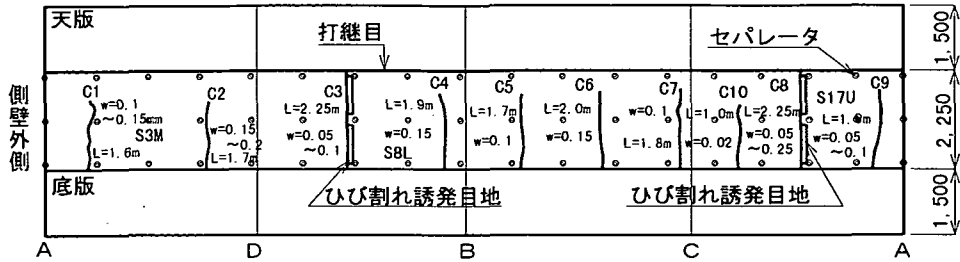 天版
打継目
セパレータ
1,500
側壁外側
C1
w=0.1
～0.15mm
S3M
L=1.6m
C2
w=0.15
～0.2
L=1.7m
C3
L=2.25m
w=0.05
～0.1
C4
L=1.9m
w=0.15
S8L
C5
L=1.7m
w=0.1
C6
L=2.0m
w=0.15
C7
w=0.1
L=1.8m
C10
L=1.0m
w=0.02
C8
L=2.25m
w=0.05
～0.25
S17U
C9
w=0.05
～0.1
2,250
底版
ひび割れ誘発目地
ひび割れ誘発目地
1,500
A
D
B
C
A